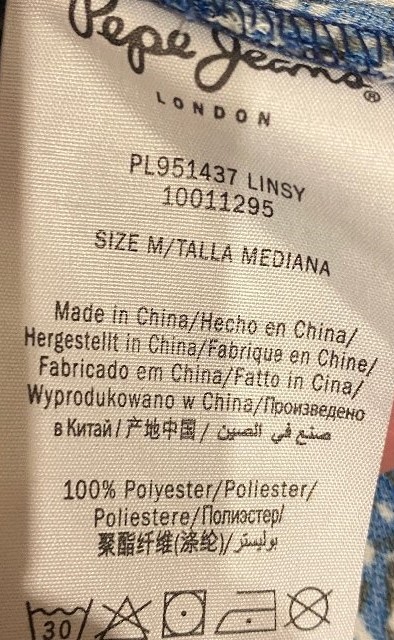 Pepe Jeans®
LONDON
PL951437 LINSY
10011295
SIZE M/TALLA MEDIANA
Made in China/Hecho en China/
Hergestellt in China/Fabrique en Chine/
Fabricado em China/Fatto in Cina/
Wyprodukowano w China/Произведено
в Китай/产地中国/ صنع في الصين
100% Polyester/Poliester/
Poliestere/Полиэстер/
聚酯纤维(涤纶)/بوليستر
30